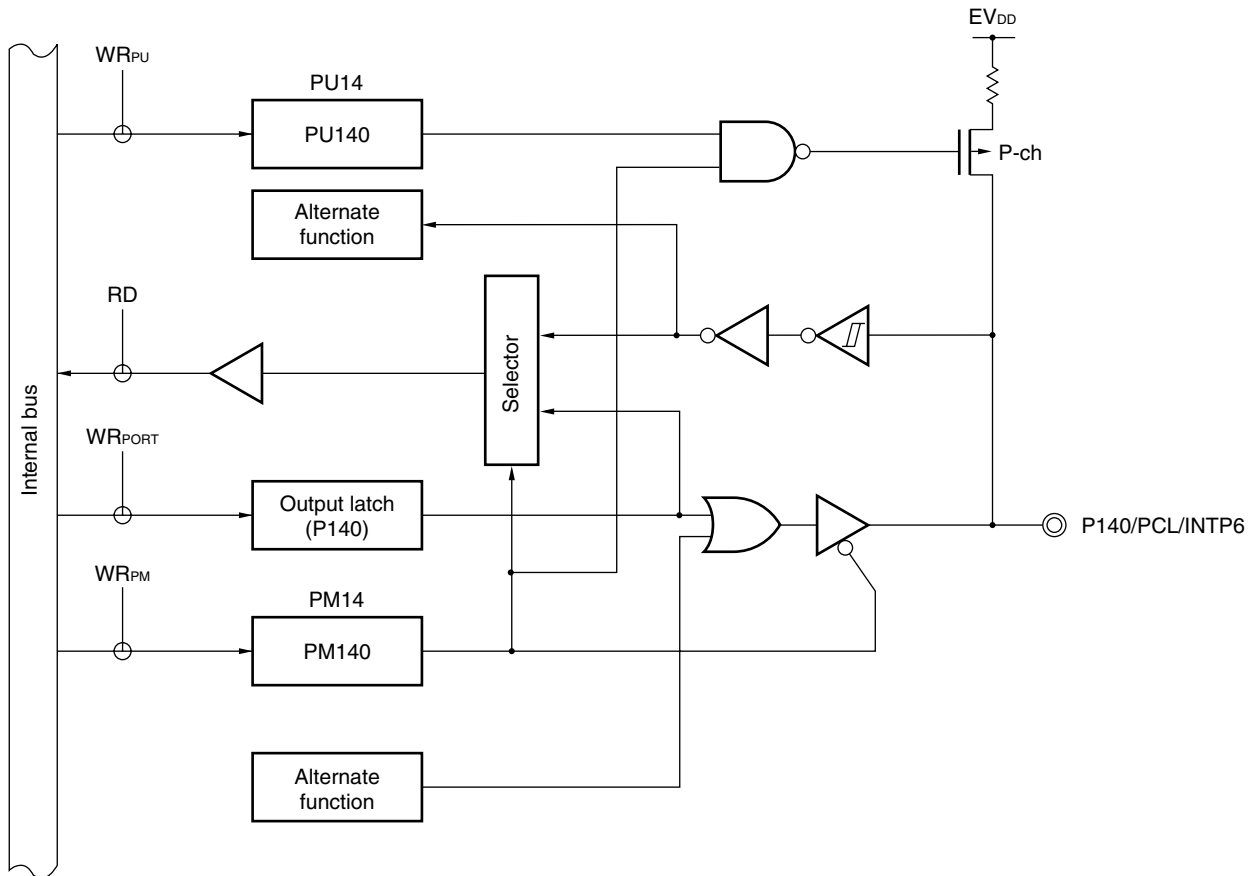 EVDD
WRPU
PU14
PU140
P-ch
Alternate
function
RD
Selector
Internal bus
WRPORT
Output latch
(P140)
P140/PCL/INTP6
WRPM
PM14
PM140
Alternate
function